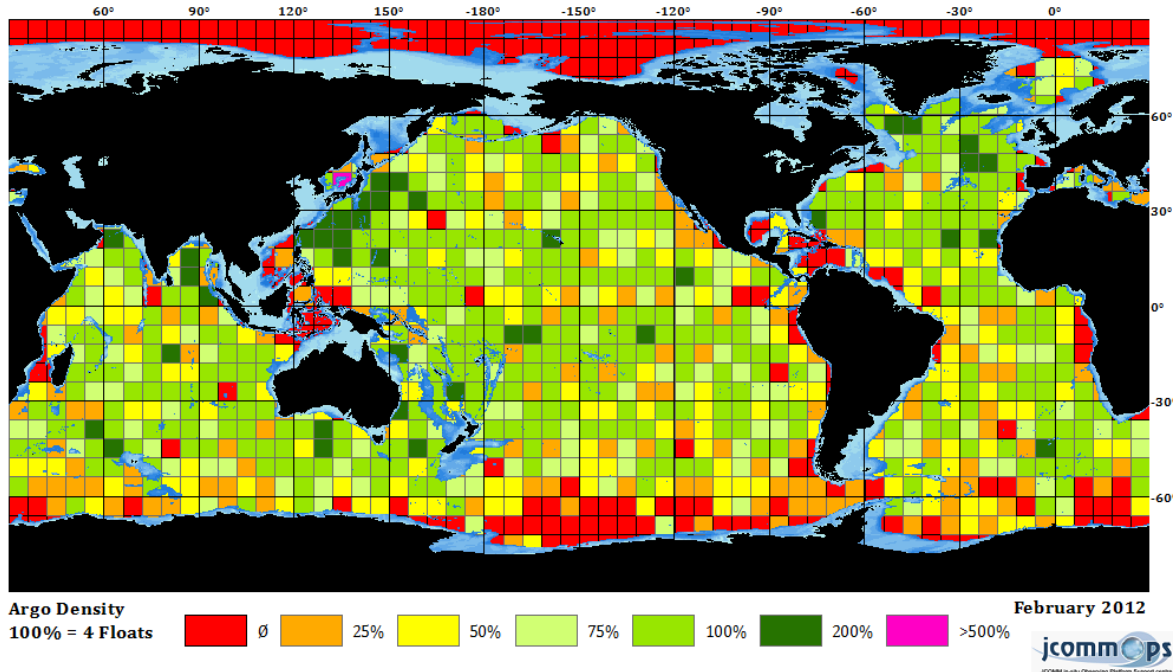 30° 60° 90° 120° 150° -180° -150° -120° -90° -60° -30° 0°
60°
30°
0°
-30°
-60°
Argo Density
100% = 4 Floats
Ø 25% 50% 75% 100% 200% >500%
February 2012
jcommops